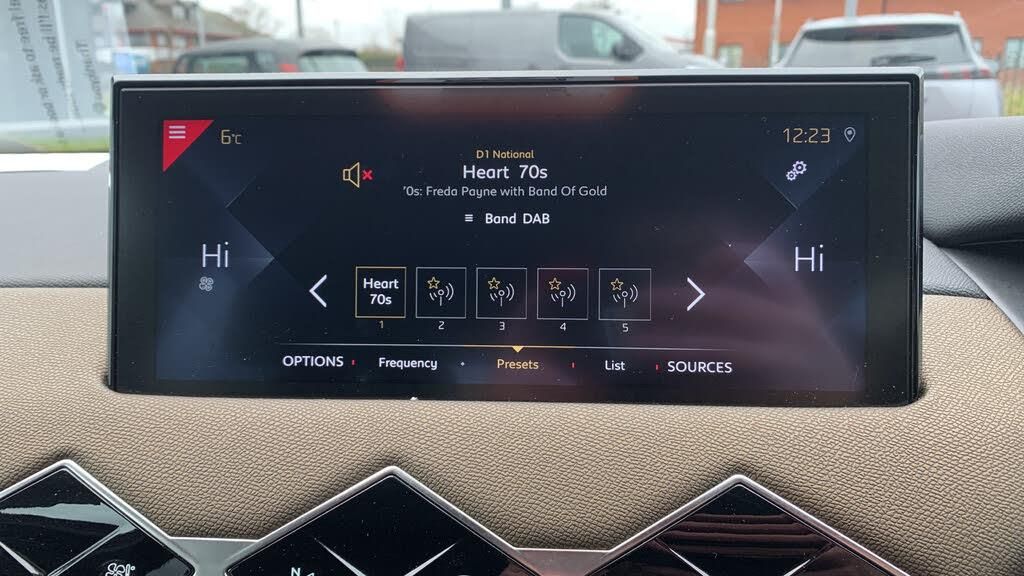 6°C
12:23
D1 National
Heart 70s
'0s: Freda Payne with Band Of Gold
Band DAB
Hi
Hi
Heart
70s
1
2
3
4
5
OPTIONS
Frequency
Presets
List
SOURCES
N